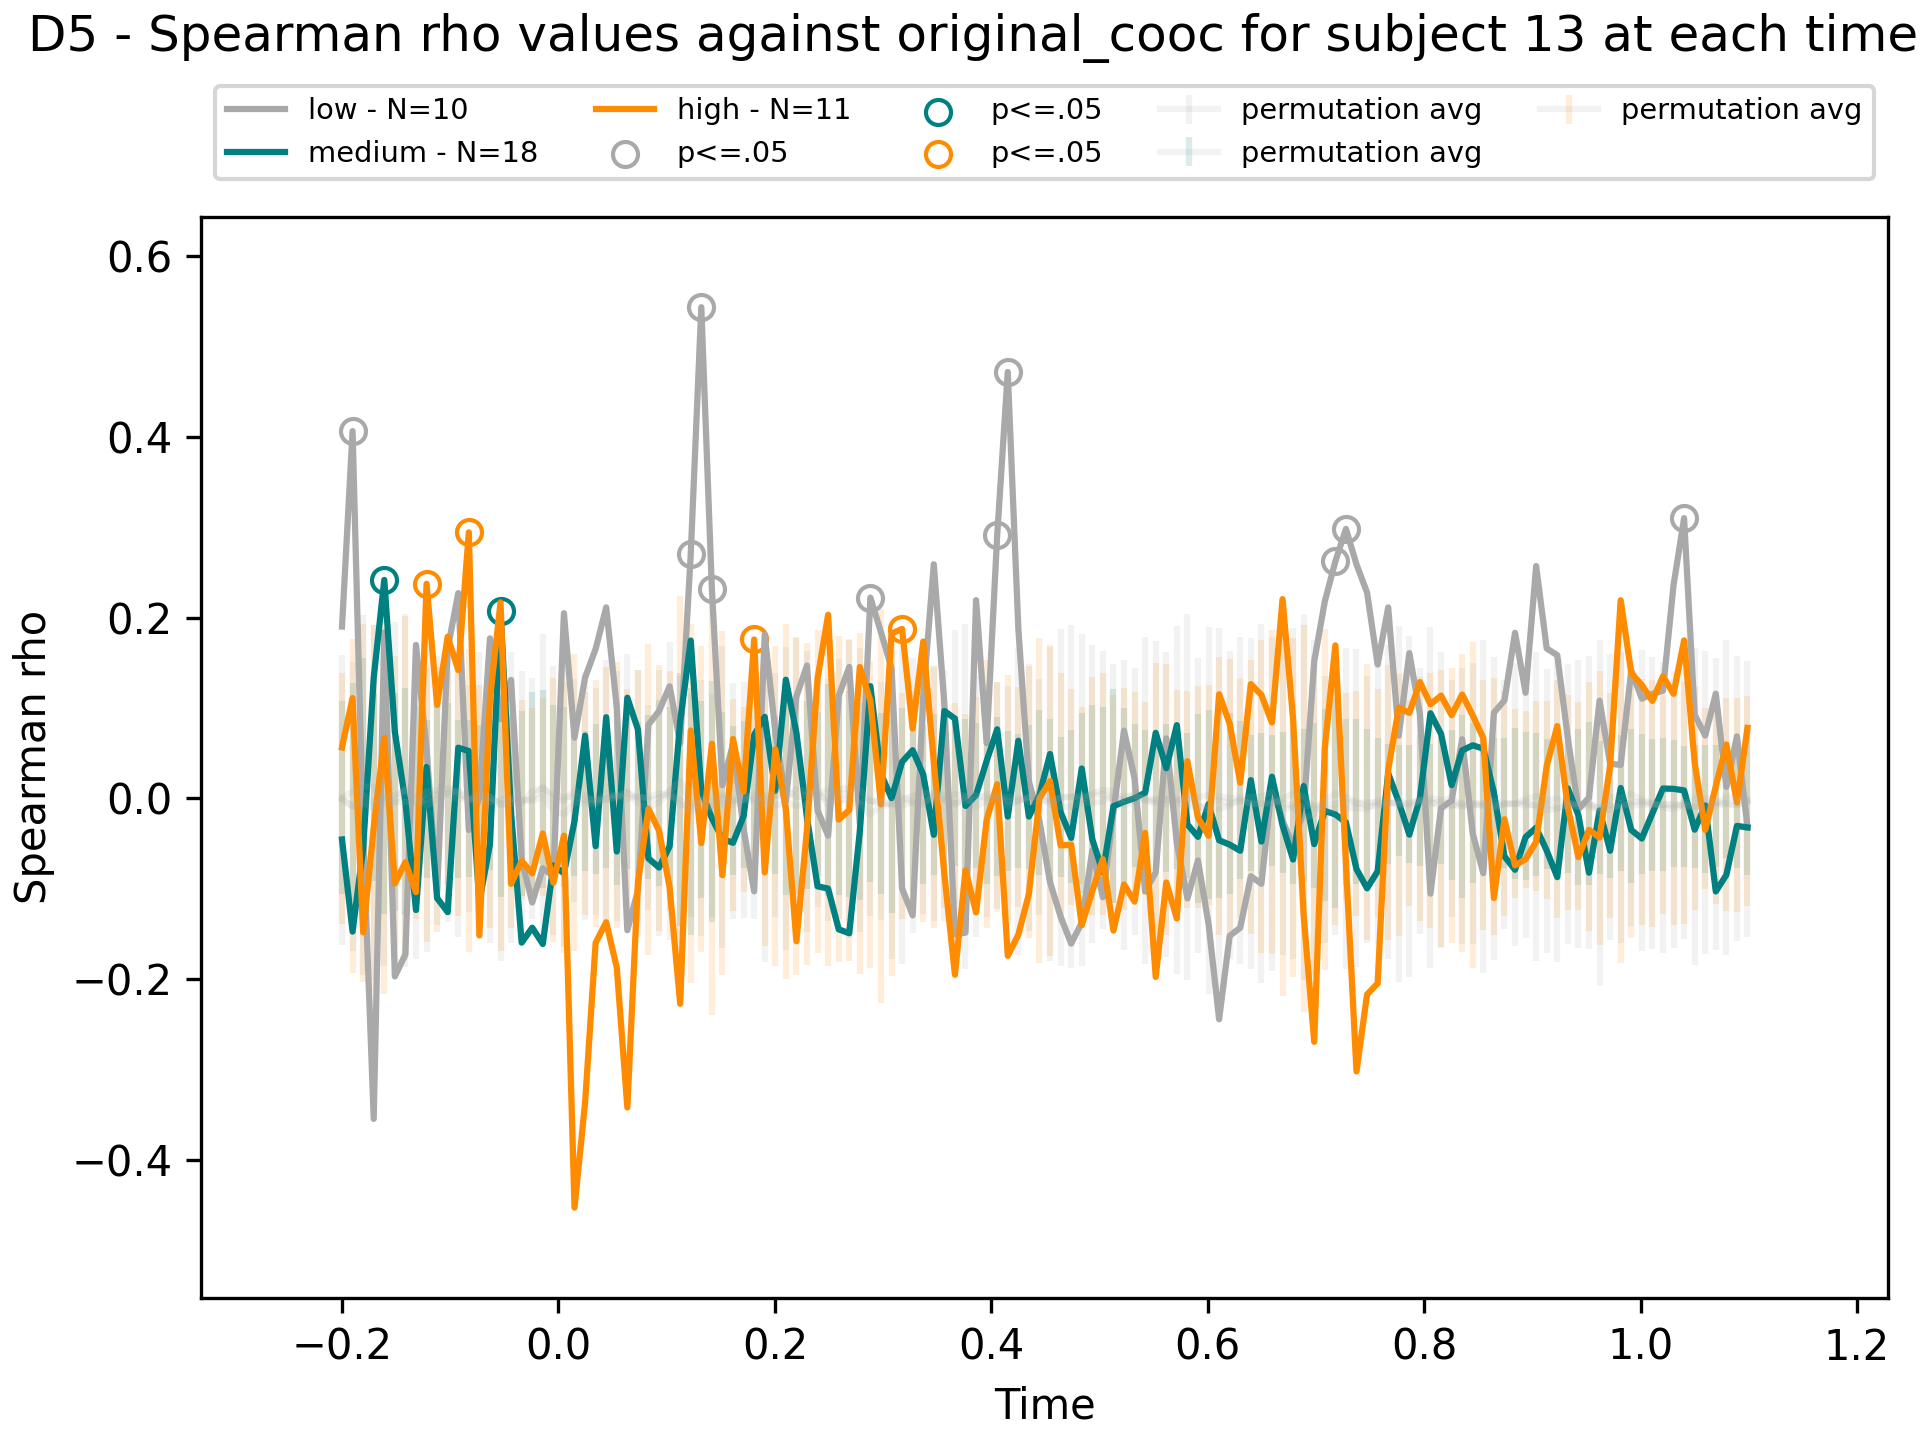 D5 - Spearman rho values against original_cooc for subject 13 at each time
low - N=10
medium - N=18
high - N=11
p<=.05
p<=.05
p<=.05
permutation avg
permutation avg
permutation avg
Spearman rho
0.6
0.4
0.2
0.0
−0.2
−0.4
−0.2 0.0 0.2 0.4 0.6 0.8 1.0 1.2
Time